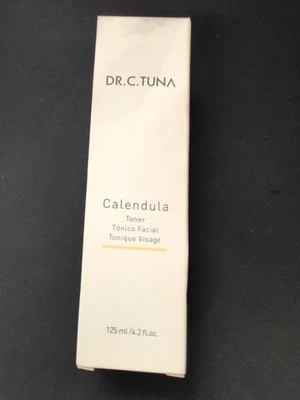 DR.C.TUNA
Calendula
Toner
Tónico Facial
Tonique Visage
125 ml./4.2 fl.oz.